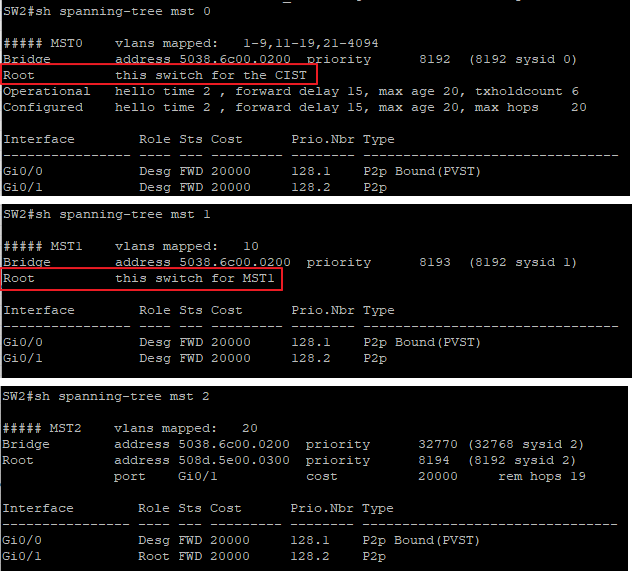 SW2#sh spanning-tree mst 0
##### MST0    vlans mapped:   1-9,11-19,21-4094
Bridge        address 5038.6c00.0200  priority      8192  (8192 sysid 0)
Root          this switch for the CIST
Operational   hello time 2 , forward delay 15, max age 20, txholdcount 6
Configured    hello time 2 , forward delay 15, max age 20, max hops    20
Interface        Role Sts Cost      Prio.Nbr Type
---------------- ---- --- --------- -------- --------------------------------
Gi0/0            Desg FWD 20000     128.1    P2p Bound(PVST)
Gi0/1            Desg FWD 20000     128.2    P2p
SW2#sh spanning-tree mst 1
##### MST1    vlans mapped:   10
Bridge        address 5038.6c00.0200  priority      8193  (8192 sysid 1)
Root          this switch for MST1
Interface        Role Sts Cost      Prio.Nbr Type
---------------- ---- --- --------- -------- --------------------------------
Gi0/0            Desg FWD 20000     128.1    P2p Bound(PVST)
Gi0/1            Desg FWD 20000     128.2    P2p
SW2#sh spanning-tree mst 2
##### MST2    vlans mapped:   20
Bridge        address 5038.6c00.0200  priority      32770 (32768 sysid 2)
Root          address 508d.5e00.0300  priority      8194  (8192 sysid 2)
              port    Gi0/1           cost          20000     rem hops 19
Interface        Role Sts Cost      Prio.Nbr Type
---------------- ---- --- --------- -------- --------------------------------
Gi0/0            Desg FWD 20000     128.1    P2p Bound(PVST)
Gi0/1            Root FWD 20000     128.2    P2p